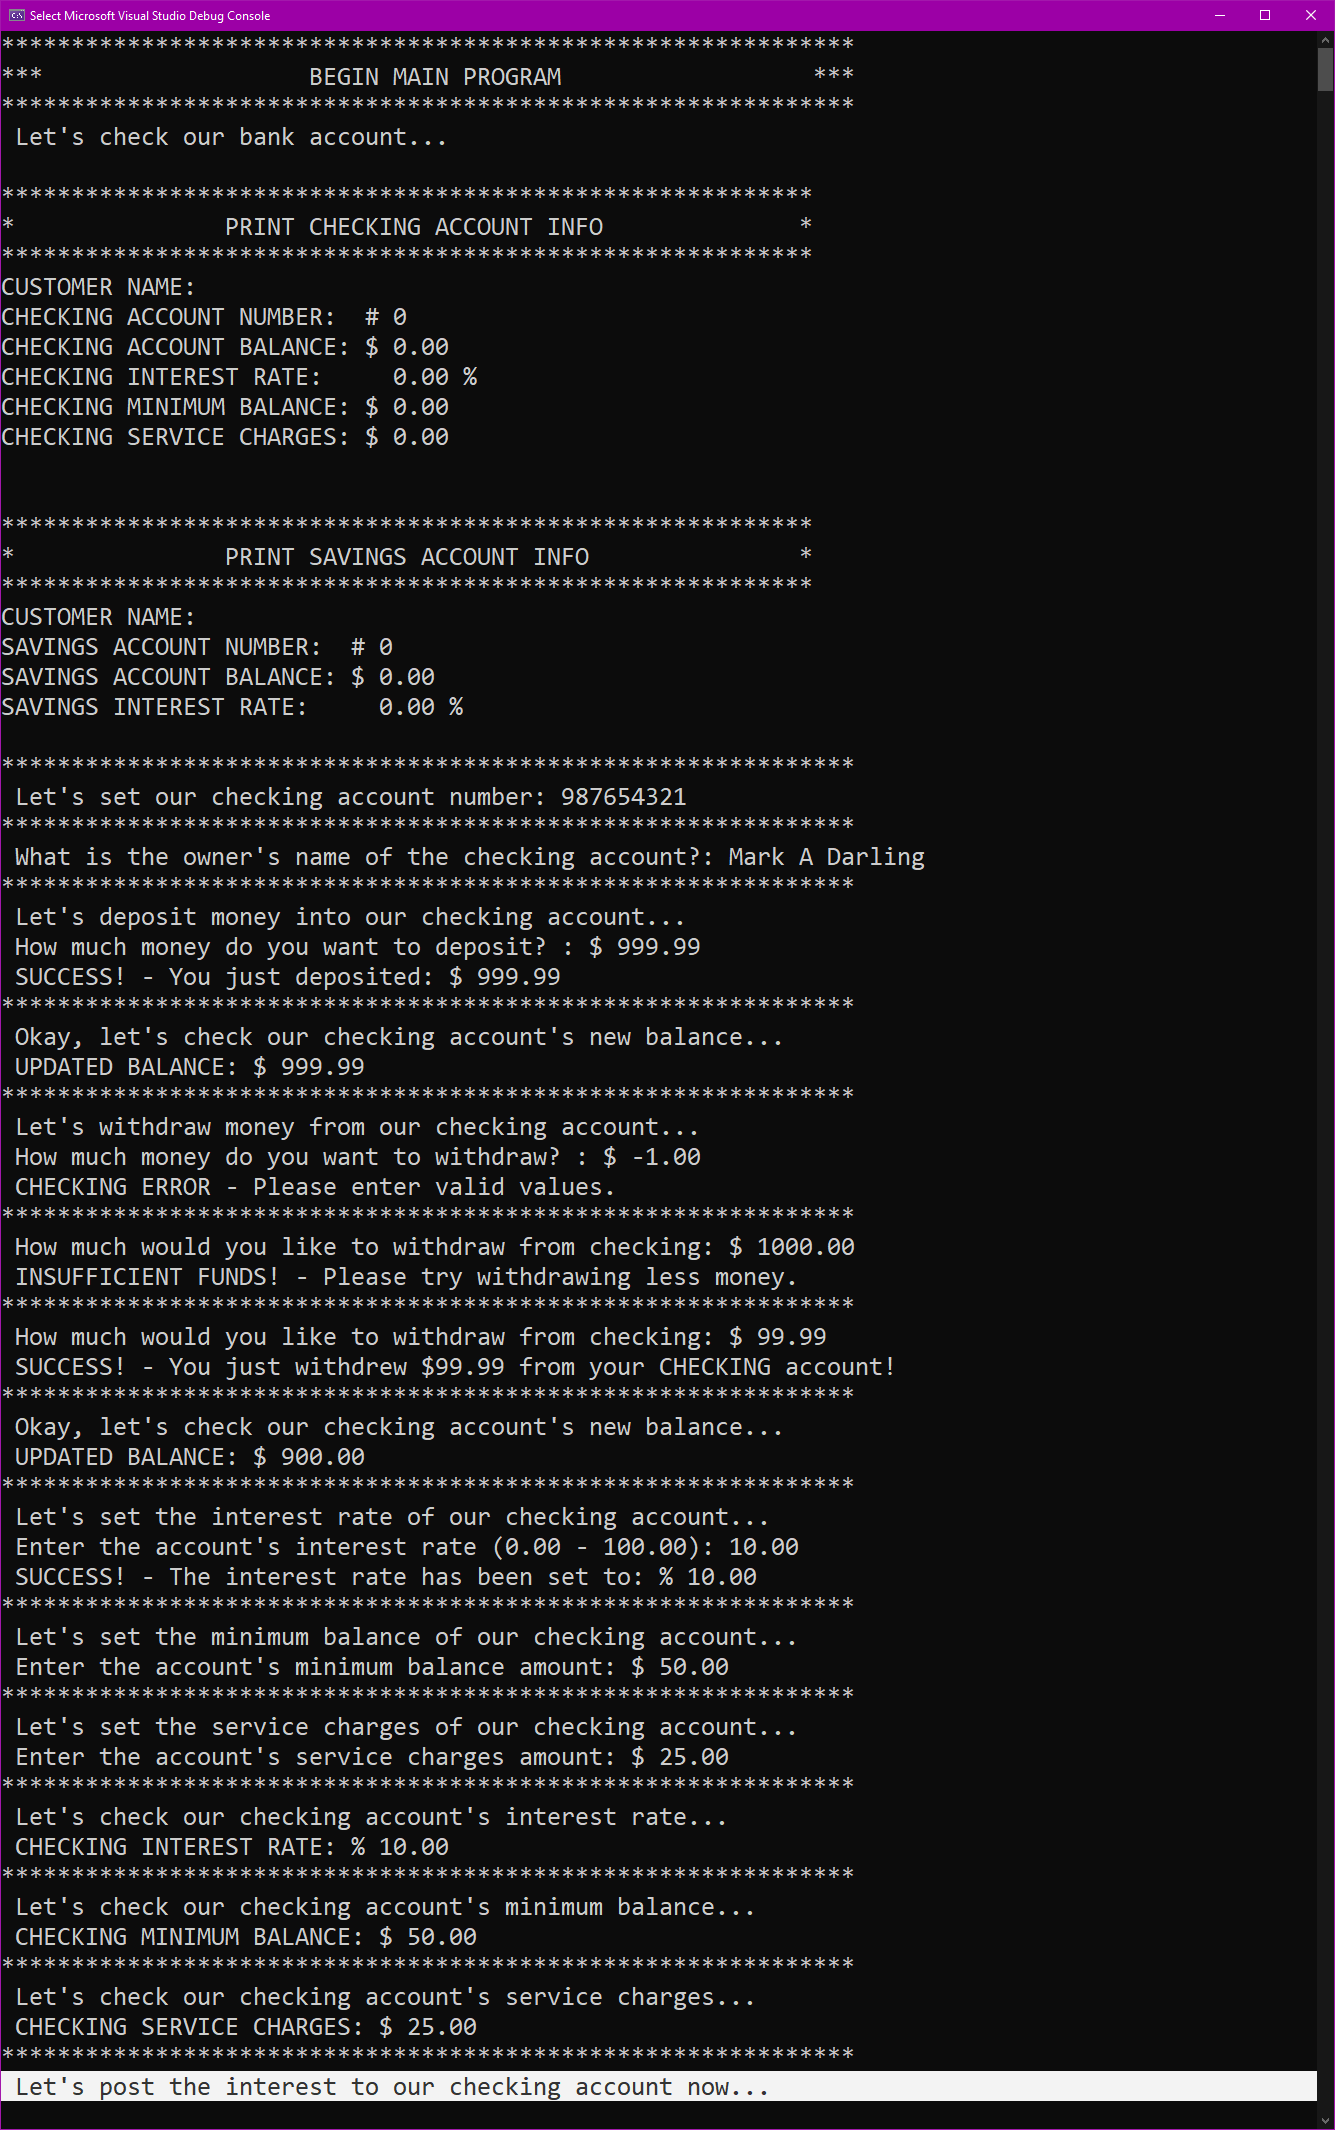 Select Microsoft Visual Studio Debug Console
*************************************************************
***                   BEGIN MAIN PROGRAM                  ***
*************************************************************
 Let's check our bank account...
**********************************************************
*               PRINT CHECKING ACCOUNT INFO              *
**********************************************************
CUSTOMER NAME:
CHECKING ACCOUNT NUMBER:  # 0
CHECKING ACCOUNT BALANCE: $ 0.00
CHECKING INTEREST RATE:     0.00 %
CHECKING MINIMUM BALANCE: $ 0.00
CHECKING SERVICE CHARGES: $ 0.00
**********************************************************
*               PRINT SAVINGS ACCOUNT INFO               *
**********************************************************
CUSTOMER NAME:
SAVINGS ACCOUNT NUMBER:  # 0
SAVINGS ACCOUNT BALANCE: $ 0.00
SAVINGS INTEREST RATE:     0.00 %
*************************************************************
 Let's set our checking account number: 987654321
*************************************************************
 What is the owner's name of the checking account?: Mark A Darling
*************************************************************
 Let's deposit money into our checking account...
 How much money do you want to deposit? : $ 999.99
 SUCCESS! - You just deposited: $ 999.99
*************************************************************
 Okay, let's check our checking account's new balance...
 UPDATED BALANCE: $ 999.99
*************************************************************
 Let's withdraw money from our checking account...
 How much money do you want to withdraw? : $ -1.00
 CHECKING ERROR - Please enter valid values.
*************************************************************
 How much would you like to withdraw from checking: $ 1000.00
 INSUFFICIENT FUNDS! - Please try withdrawing less money.
*************************************************************
 How much would you like to withdraw from checking: $ 99.99
 SUCCESS! - You just withdrew $99.99 from your CHECKING account!
*************************************************************
 Okay, let's check our checking account's new balance...
 UPDATED BALANCE: $ 900.00
*************************************************************
 Let's set the interest rate of our checking account...
 Enter the account's interest rate (0.00 - 100.00): 10.00
 SUCCESS! - The interest rate has been set to: % 10.00
*************************************************************
 Let's set the minimum balance of our checking account...
 Enter the account's minimum balance amount: $ 50.00
*************************************************************
 Let's set the service charges of our checking account...
 Enter the account's service charges amount: $ 25.00
*************************************************************
 Let's check our checking account's interest rate...
 CHECKING INTEREST RATE: % 10.00
*************************************************************
 Let's check our checking account's minimum balance...
 CHECKING MINIMUM BALANCE: $ 50.00
*************************************************************
 Let's check our checking account's service charges...
 CHECKING SERVICE CHARGES: $ 25.00
*************************************************************
 Let's post the interest to our checking account now...